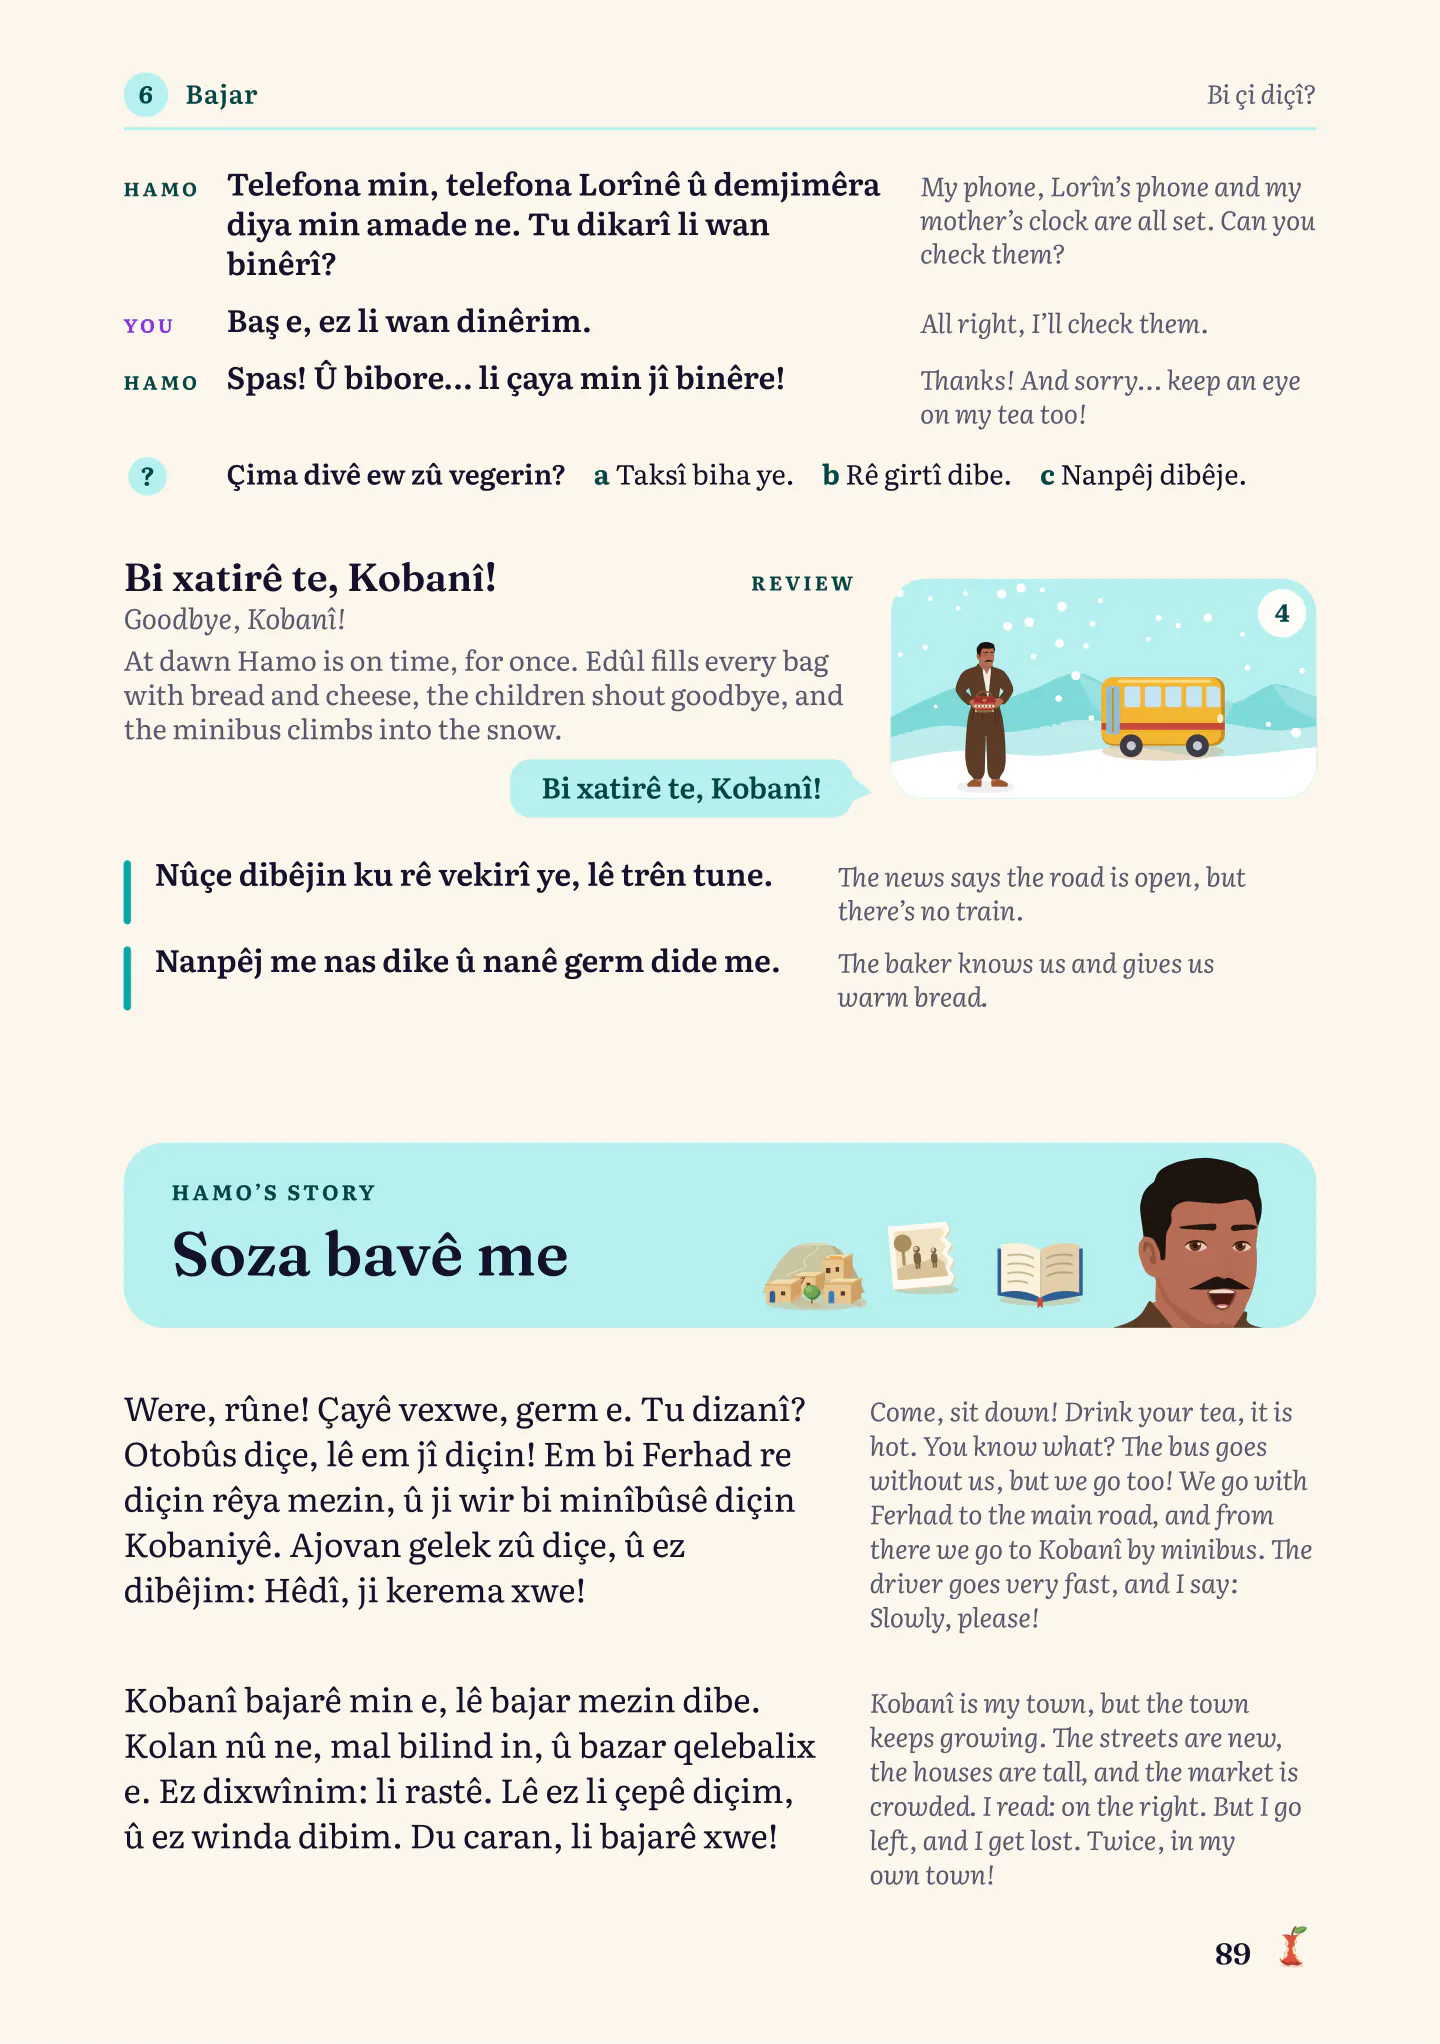 6 Bajar
Bi çi diçî?
HAMO
Telefona min, telefona Lorînê û demjimêra
diya min amade ne. Tu dikarî li wan
binêrî?
My phone, Lorîn’s phone and my
mother’s clock are all set. Can you
check them?
YOU
Baş e, ez li wan dinêrim.
All right, I’ll check them.
HAMO
Spas! Û bibore… li çaya min jî binêre!
Thanks! And sorry… keep an eye
on my tea too!
? Çima divê ew zû vegerin? a Taksî biha ye. b Rê girtî dibe. c Nanpêj dibêje.
Bi xatirê te, Kobanî!
REVIEW
Goodbye, Kobanî!
At dawn Hamo is on time, for once. Edûl fills every bag
with bread and cheese, the children shout goodbye, and
the minibus climbs into the snow.
Bi xatirê te, Kobanî!
4
Nûçe dibêjin ku rê vekirî ye, lê trên tune.
The news says the road is open, but
there’s no train.
Nanpêj me nas dike û nanê germ dide me.
The baker knows us and gives us
warm bread.
HAMO’S STORY
Soza bavê me
Were, rûne! Çayê vexwe, germ e. Tu dizanî?
Otobûs diçe, lê em jî diçin! Em bi Ferhad re
diçin rêya mezin, û ji wir bi minîbûsê diçin
Kobaniyê. Ajovan gelek zû diçe, û ez
dibêjim: Hêdî, ji kerema xwe!
Come, sit down! Drink your tea, it is
hot. You know what? The bus goes
without us, but we go too! We go with
Ferhad to the main road, and from
there we go to Kobanî by minibus. The
driver goes very fast, and I say:
Slowly, please!
Kobanî bajarê min e, lê bajar mezin dibe.
Kolan nû ne, mal bilind in, û bazar qelebalix
e. Ez dixwînim: li rastê. Lê ez li çepê diçim,
û ez winda dibim. Du caran, li bajarê xwe!
Kobanî is my town, but the town
keeps growing. The streets are new,
the houses are tall, and the market is
crowded. I read: on the right. But I go
left, and I get lost. Twice, in my
own town!
89